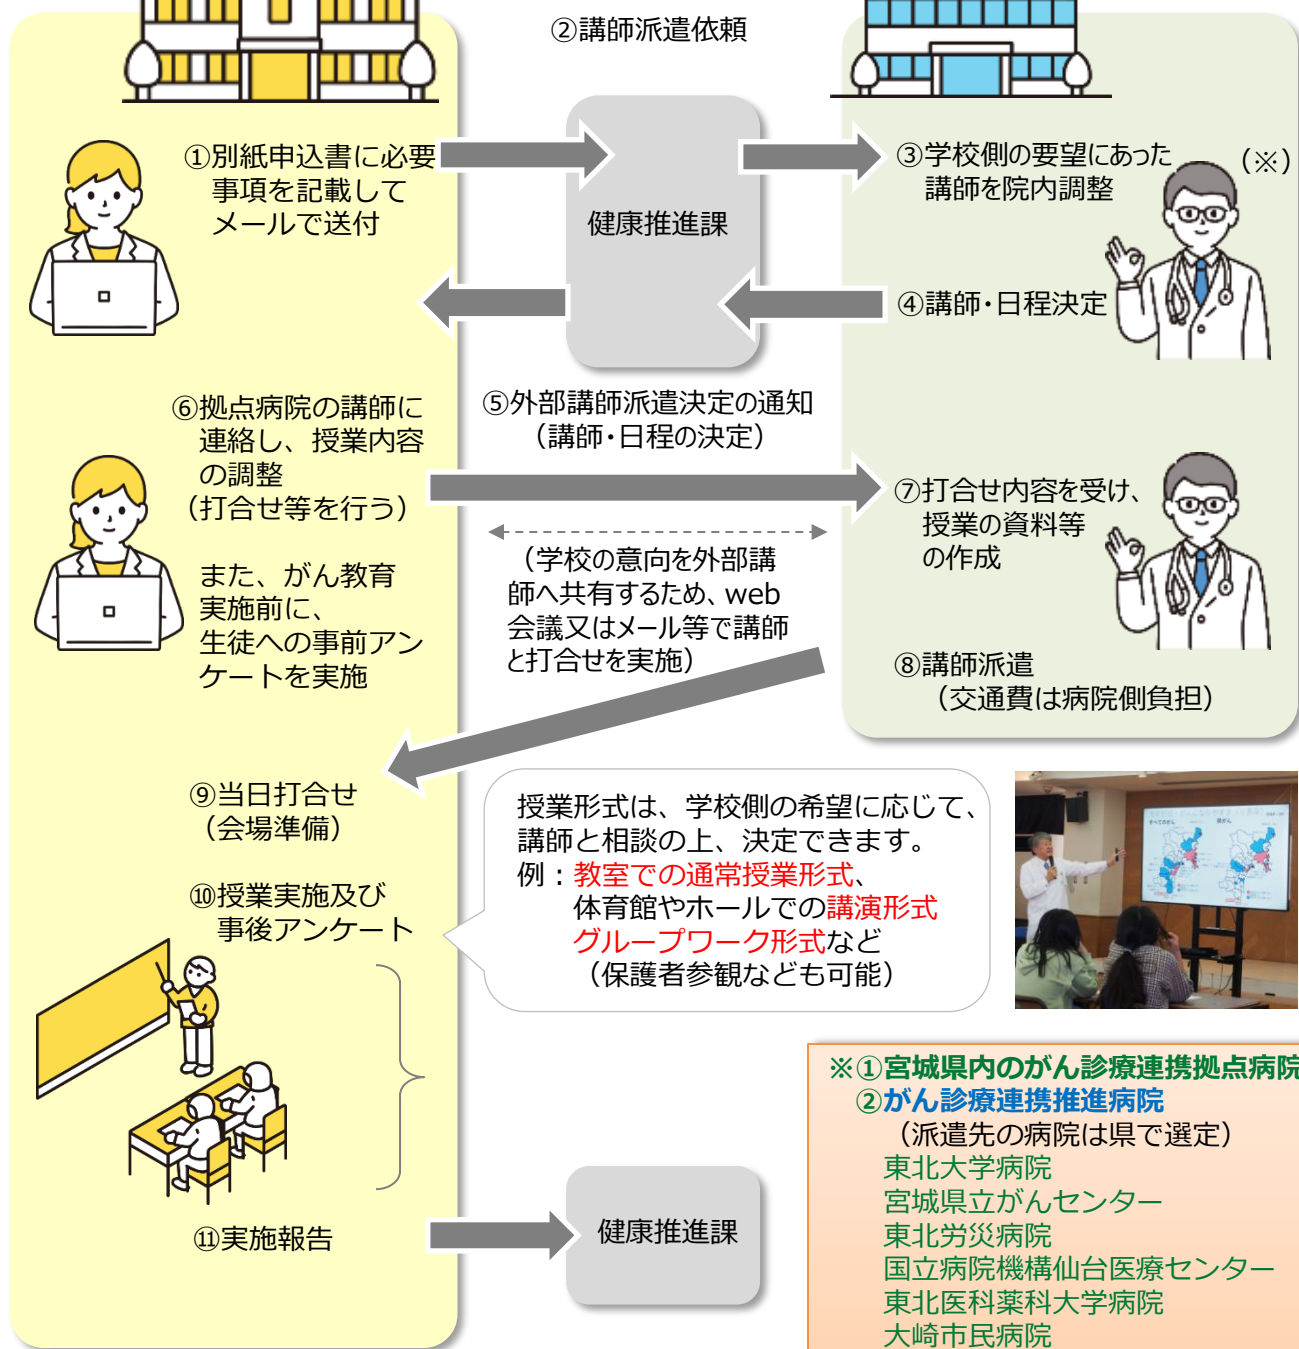 ②講師派遣依頼
①別紙申込書に必要
事項を記載して
メールで送付
健康推進課
③学校側の要望にあった
講師を院内調整
(※)
④講師・日程決定
⑤外部講師派遣決定の通知
(講師・日程の決定)
⑥拠点病院の講師に
連絡し、授業内容
の調整
(打合せ等を行う)
また、がん教育
実施前に、
生徒への事前アン
ケートを実施
(学校の意向を外部講
師へ共有するため、web
会議又はメール等で講師
と打合せを実施)
⑦打合せ内容を受け、
授業の資料等
の作成
⑧講師派遣
(交通費は病院側負担)
⑨当日打合せ
(会場準備)
⑩授業実施及び
事後アンケート
授業形式は、学校側の希望に応じて、
講師と相談の上、決定できます。
例:教室での通常授業形式、
体育館やホールでの講演形式
グループワーク形式など
(保護者参観なども可能)
すべてのがん
⑪実施報告
健康推進課
※①宮城県内のがん診療連携拠点病院
②がん診療連携推進病院
(派遣先の病院は県で選定)
東北大学病院
宮城県立がんセンター
東北労災病院
国立病院機構仙台医療センター
東北医科薬科大学病院
大崎市民病院